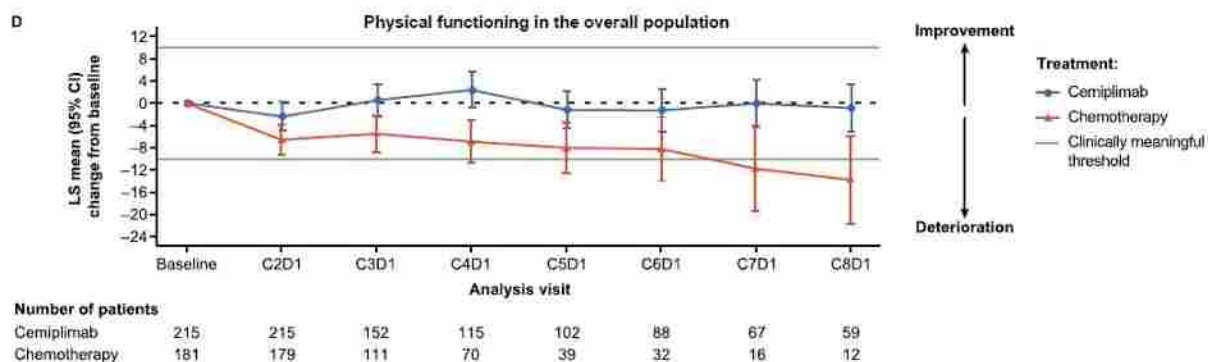 D
Physical functioning in the overall population
LS mean (95% CI)
change from baseline
12
8
4
0
–4
–8
–12
–16
–20
–24
Baseline C2D1 C3D1 C4D1 C5D1 C6D1 C7D1 C8D1
Analysis visit
Improvement
Deterioration
Treatment:
Cemiplimab
Chemotherapy
Clinically meaningful
threshold
Number of patients
Cemiplimab 215 215 152 115 102 88 67 59
Chemotherapy 181 179 111 70 39 32 16 12